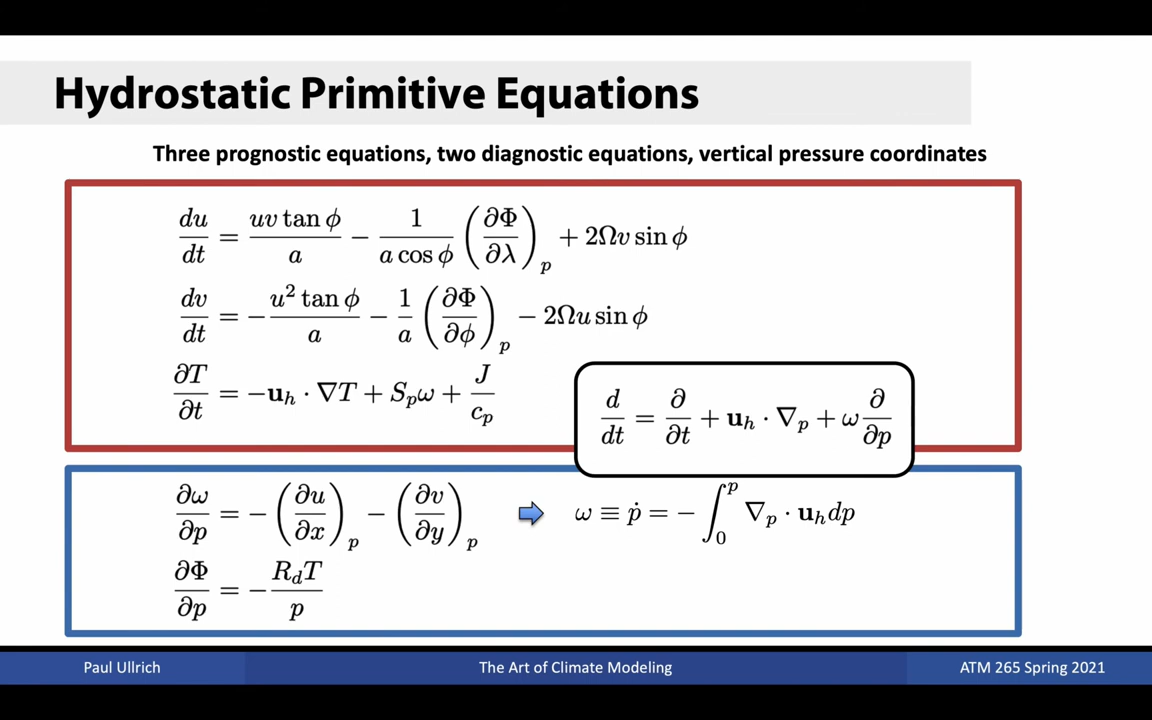 Hydrostatic Primitive Equations
Three prognostic equations, two diagnostic equations, vertical pressure coordinates
du/dt = uv tan ϕ/a − 1/(a cos ϕ) (∂Φ/∂λ)_p + 2Ωv sin ϕ
dv/dt = −u² tan ϕ/a − 1/a (∂Φ/∂ϕ)_p − 2Ωu sin ϕ
∂T/∂t = −u_h · ∇T + S_p ω + J/c_p
d/dt = ∂/∂t + u_h · ∇_p + ω ∂/∂p
∂ω/∂p = −(∂u/∂x)_p − (∂v/∂y)_p
ω ≡ ṗ = −∫_0^p ∇_p · u_h dp
∂Φ/∂p = −R_d T/p
Paul Ullrich
The Art of Climate Modeling
ATM 265 Spring 2021